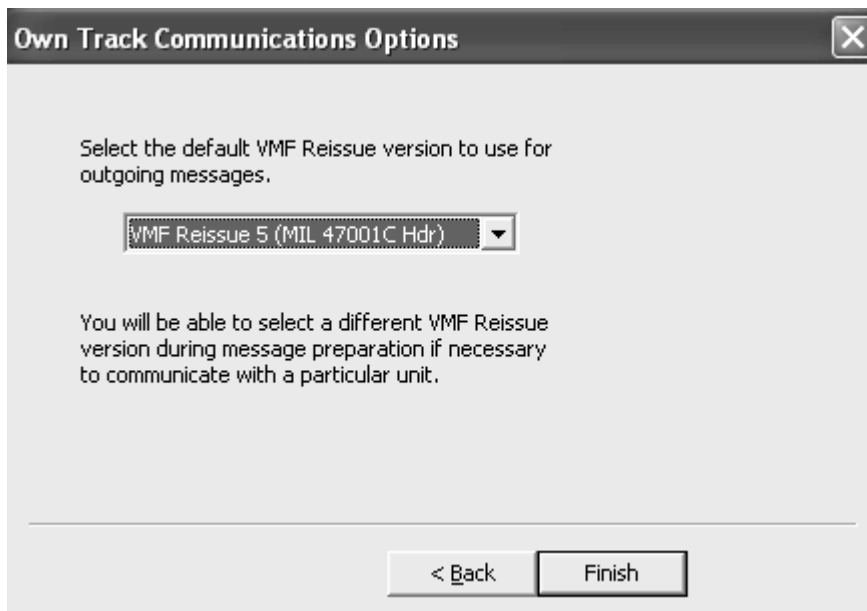 Own Track Communications Options
Select the default VMF Reissue version to use for
outgoing messages.
VMF Reissue 5 (MIL 47001C Hdr)
You will be able to select a different VMF Reissue
version during message preparation if necessary
to communicate with a particular unit.
< Back
Finish